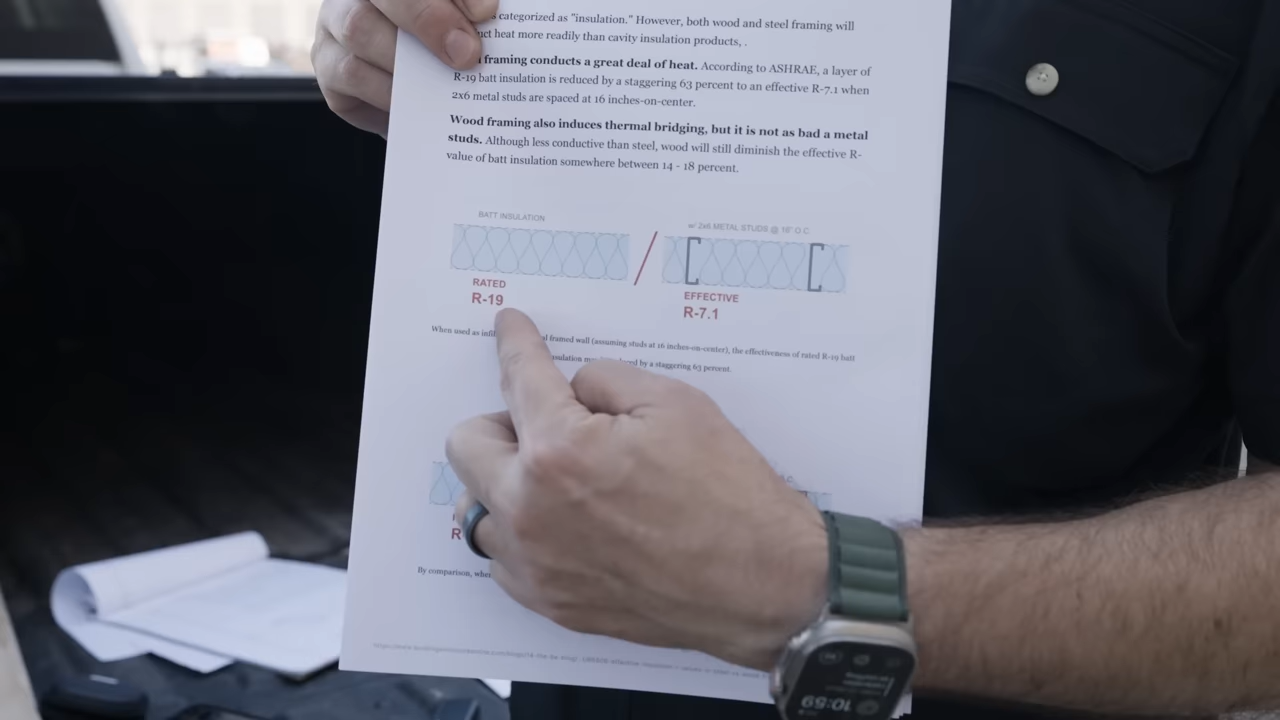 categorized as "insulation." However, both wood and steel framing will
heat more readily than cavity insulation products, .
framing conducts a great deal of heat. According to ASHRAE, a layer of
R-19 batt insulation is reduced by a staggering 63 percent to an effective R-7.1 when
2x6 metal studs are spaced at 16 inches-on-center.
Wood framing also induces thermal bridging, but it is not as bad a metal
studs. Although less conductive than steel, wood will still diminish the effective R-
value of batt insulation somewhere between 14 - 18 percent.
BATT INSULATION
w/ 2x6 METAL STUDS @ 16" O.C.
RATED
R-19
EFFECTIVE
R-7.1
When used as framed wall (assuming studs at 16 inches-on-center), the effectiveness of rated R-19 batt
by a staggering 63 percent.
R
By comparison,
10:59